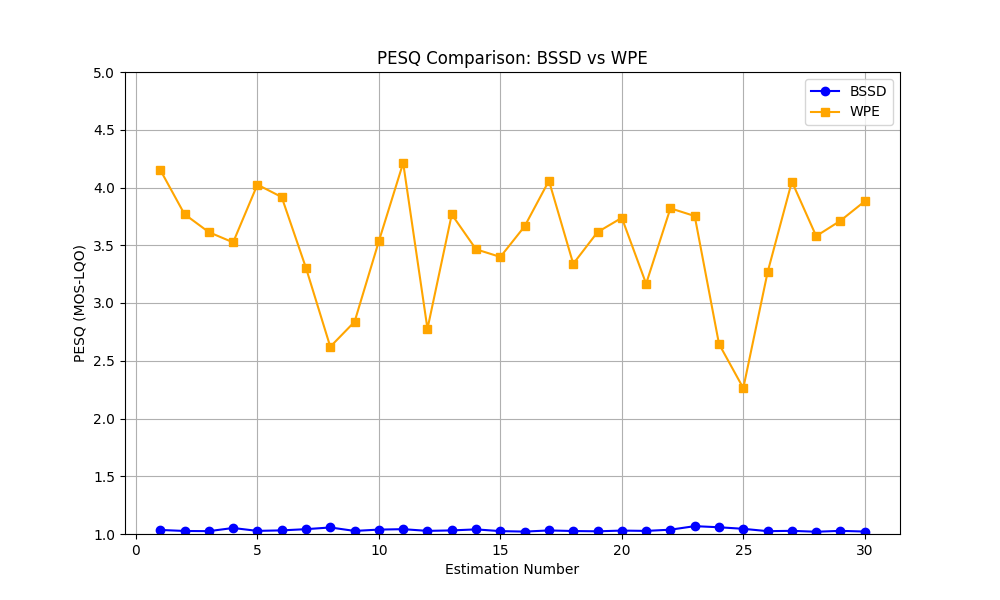 PESQ Comparison: BSSD vs WPE
BSSD
WPE
PESQ (MOS-LQO)
5.0
4.5
4.0
3.5
3.0
2.5
2.0
1.5
1.0
0 5 10 15 20 25 30
Estimation Number